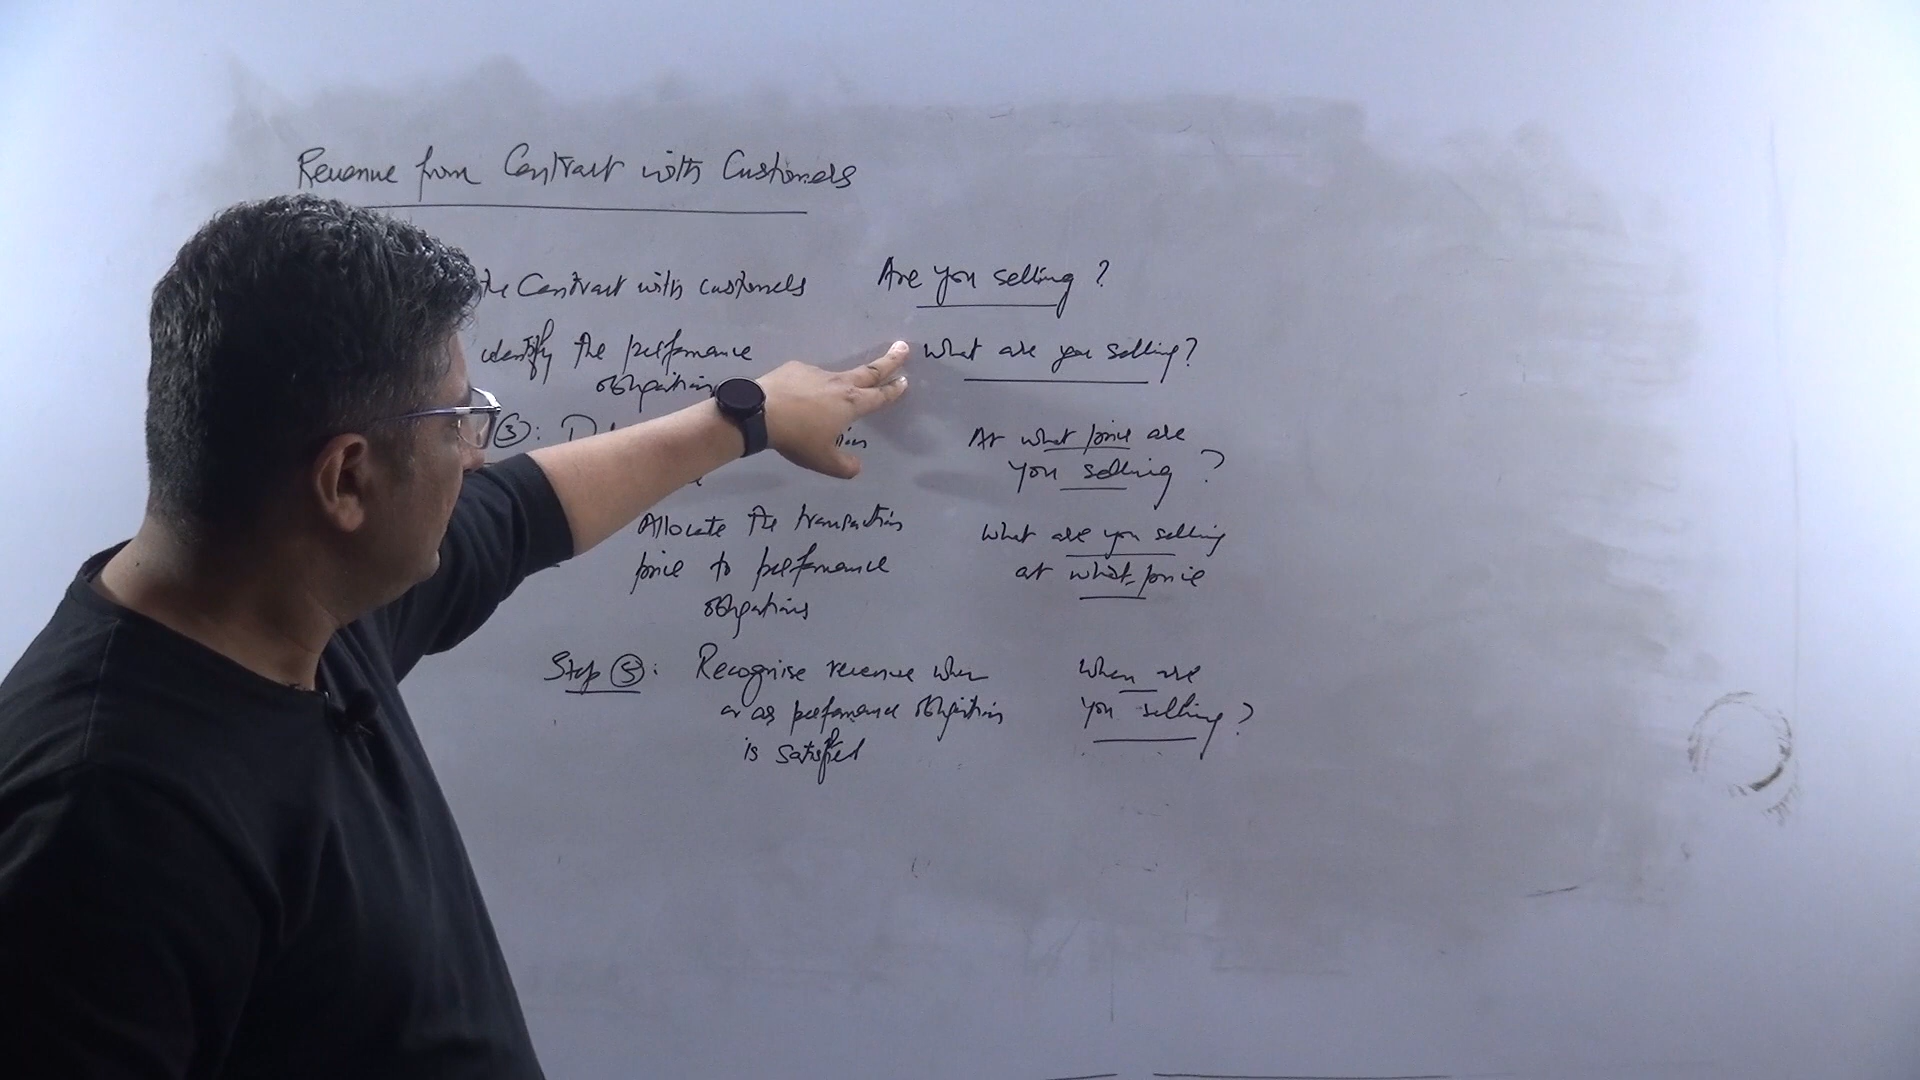 Revenue from Contract with Customers
the Contract with customers Are you selling ?
identify the performance What are you selling?
obligations
③: At what price are
you selling ?
Allocate the transaction What are you selling
price to performance at what price
obligations
Step ⑤: Recognise revenue when When are
or as performance obligation you selling ?
is satisfied